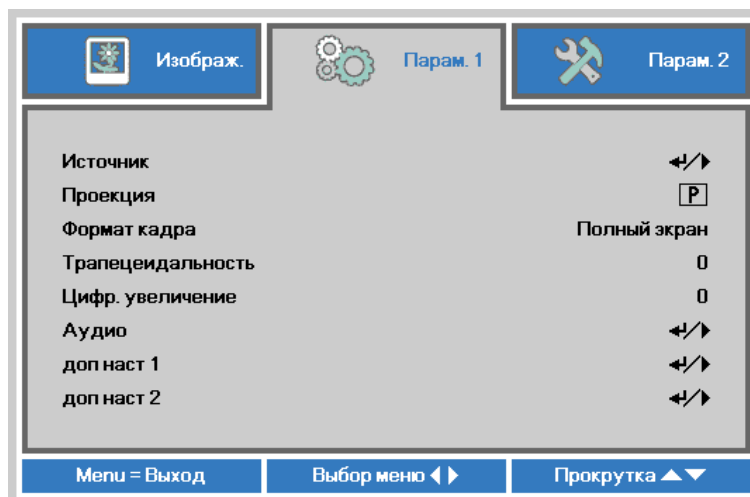 Изображ.
Парам. 1
Парам. 2
Источник
Проекция P
Формат кадра Полный экран
Трапецеидальность 0
Цифр. увеличение 0
Аудио
доп наст 1
доп наст 2
Menu = Выход
Выбор меню
Прокрутка